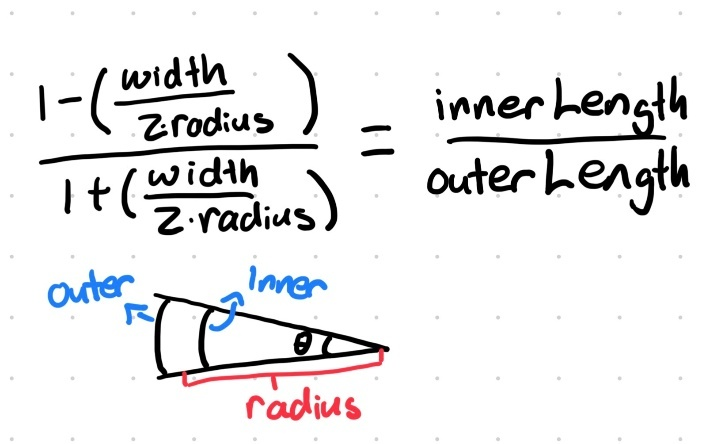 1-(width/2·rodius)/1+(width/2·radius) = innerLength/outerLength
outer inner
θ
radius